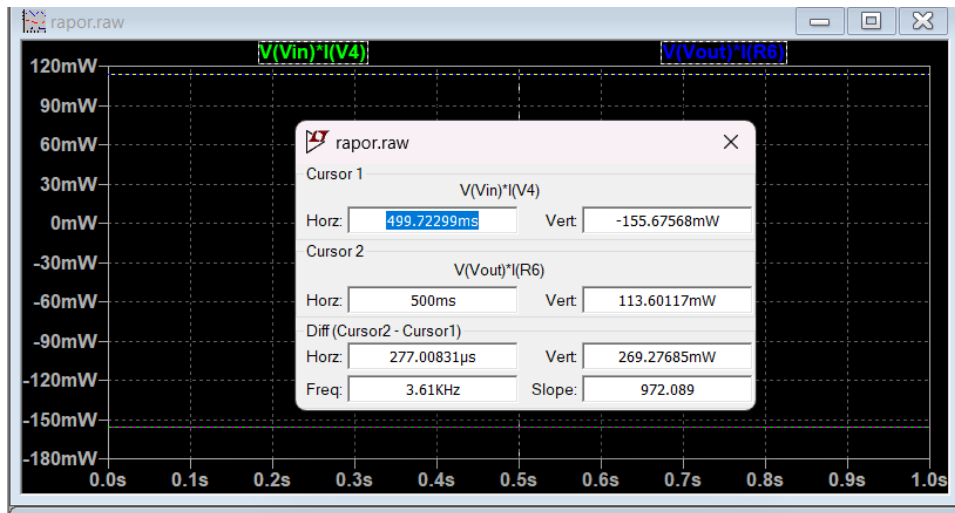 rapor.raw
V(Vin)*I(V4) V(Vout)*I(R6)
120mW
90mW
60mW
30mW
0mW
-30mW
-60mW
-90mW
-120mW
-150mW
-180mW
rapor.raw
Cursor 1
V(Vin)*I(V4)
Horz: 499.72299ms Vert: -155.67568mW
Cursor 2
V(Vout)*I(R6)
Horz: 500ms Vert: 113.60117mW
Diff (Cursor2 - Cursor1)
Horz: 277.00831µs Vert: 269.27685mW
Freq: 3.61KHz Slope: 972.089
0.0s 0.1s 0.2s 0.3s 0.4s 0.5s 0.6s 0.7s 0.8s 0.9s 1.0s